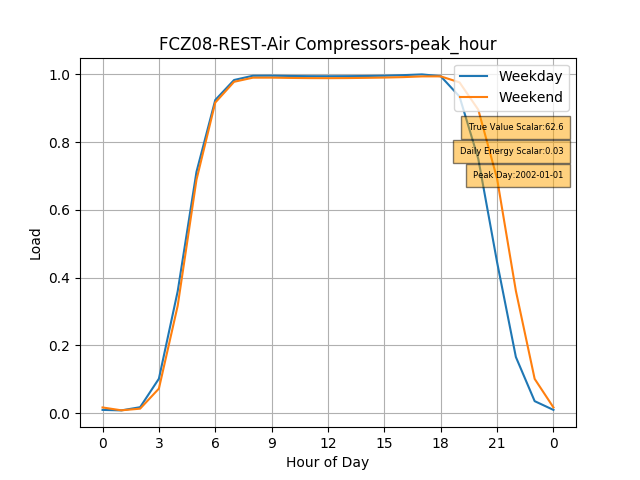 FCZ08-REST-Air Compressors-peak_hour
Weekday
Weekend
True Value Scalar:62.6
Daily Energy Scalar:0.03
Peak Day:2002-01-01
1.0
0.8
0.6
0.4
0.2
0.0
Load
0 3 6 9 12 15 18 21 0
Hour of Day